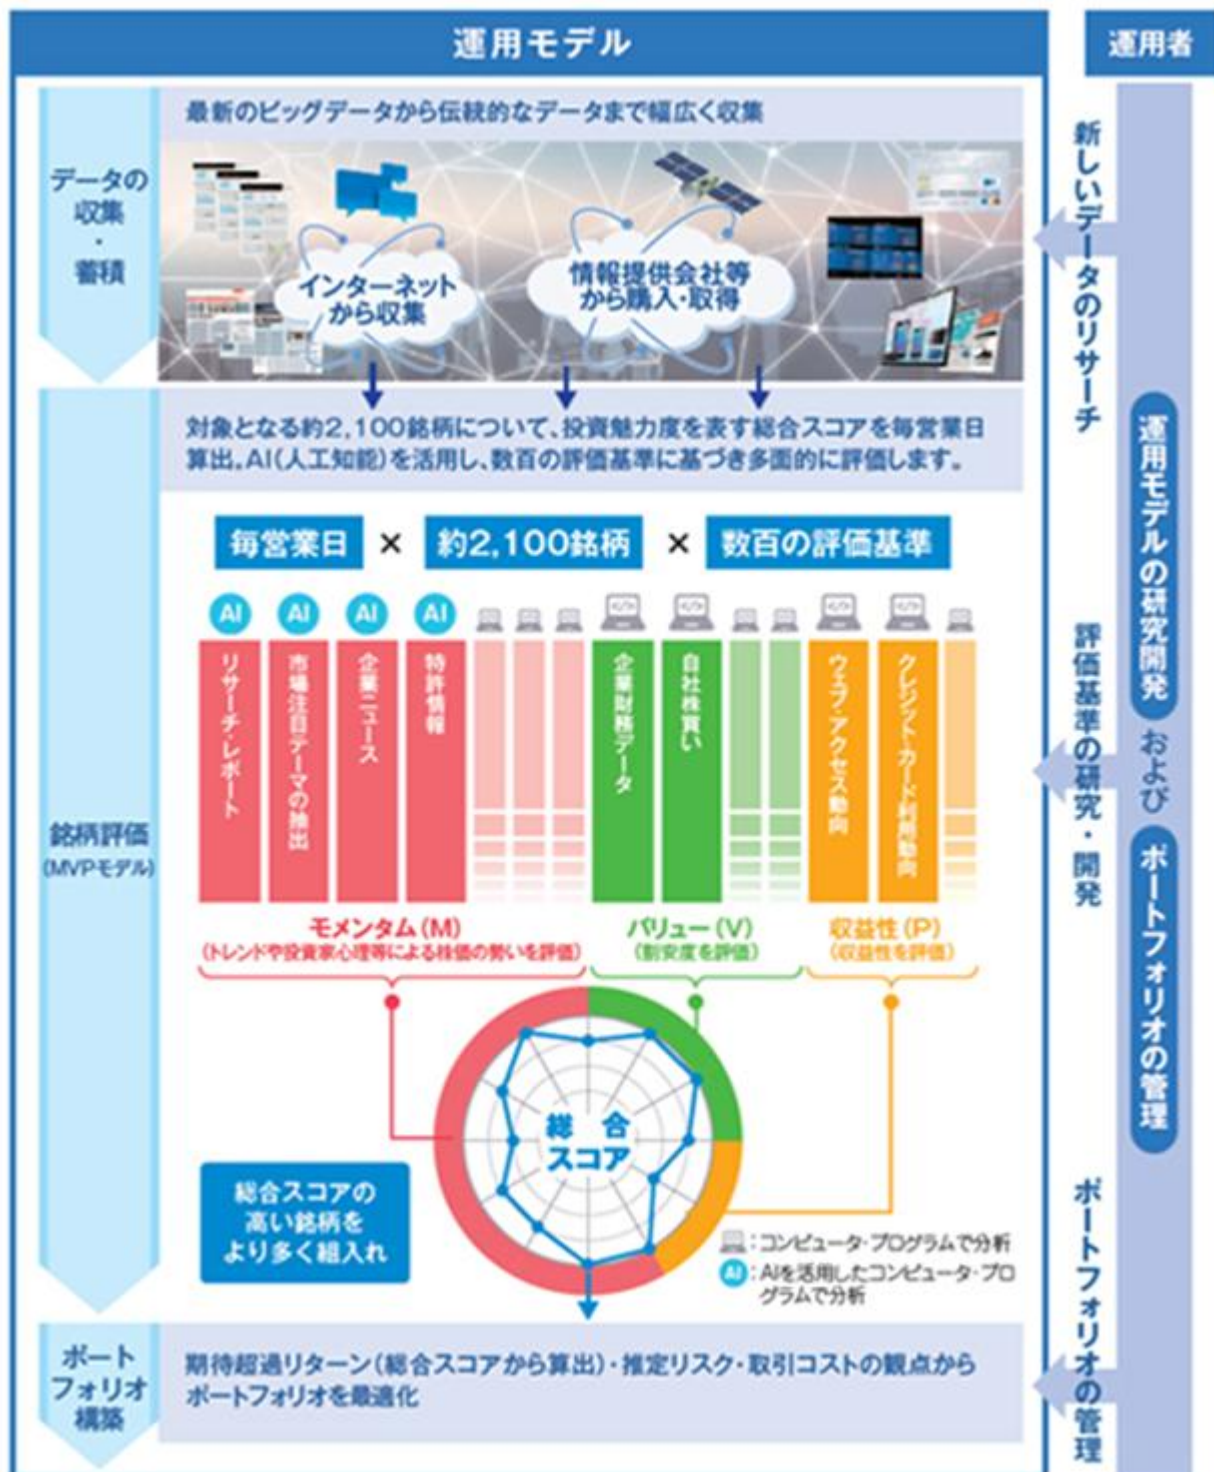 運用モデル
運用者
データの
収集
・
蓄積
最新のビッグデータから伝統的なデータまで幅広く収集
インターネット
から収集
情報提供会社等
から購入・取得
新しいデータのリサーチ
銘柄評価
(MVPモデル)
対象となる約2,100銘柄について、投資魅力度を表す総合スコアを毎営業日
算出。AI(人工知能)を活用し、数百の評価基準に基づき多面的に評価します。
毎営業日 × 約2,100銘柄 × 数百の評価基準
AI
AI
AI
AI
リサーチ・レポート
市場注目テーマの抽出
企業ニュース
特許情報
企業財務データ
自社株買い
ウェブ・アクセス動向
クレジット・カード利用動向
モメンタム(M)
(トレンドや投資家心理等による株価の勢いを評価)
バリュー(V)
(割安度を評価)
収益性(P)
(収益性を評価)
総合
スコア
総合スコアの
高い銘柄を
より多く組入れ
:コンピュータ・プログラムで分析
AI:AIを活用したコンピュータ・プロ
グラムで分析
評価基準の研究・開発
運用モデルの研究開発
および
ポートフォリオの管理
ポート
フォリオ
構築
期待超過リターン(総合スコアから算出)・推定リスク・取引コストの観点から
ポートフォリオを最適化
ポートフォリオの管理